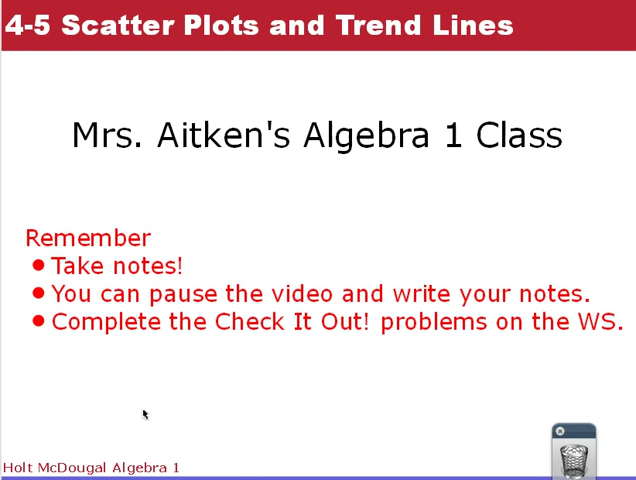 4-5 Scatter Plots and Trend Lines
Mrs. Aitken's Algebra 1 Class
Remember
● Take notes!
● You can pause the video and write your notes.
● Complete the Check It Out! problems on the WS.
Holt McDougal Algebra 1